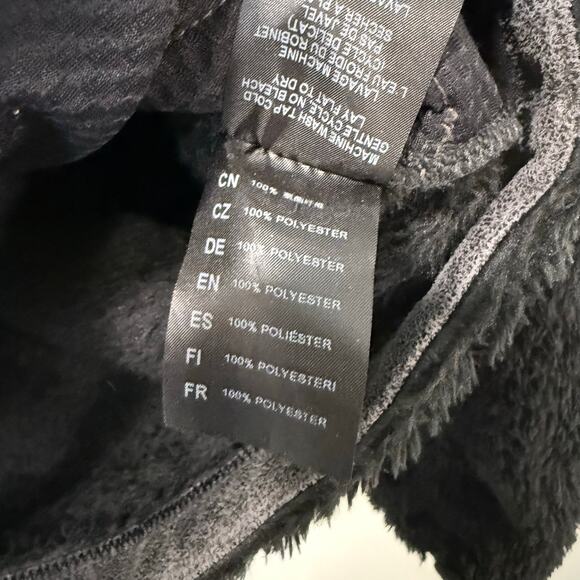 MACHINE WASH TAP COLD
GENTLE CYCLE NO BLEACH
LAY FLAT TO DRY
LAVAGE MACHINE
L'EAU FROIDE DU ROBINET
(CYCLE DELICAT)
PAS DE JAVEL
CN 100%
CZ 100% POLYESTER
DE 100% POLYESTER
EN 100% POLYESTER
ES 100% POLIÉSTER
FI 100% POLYESTERI
FR 100% POLYESTER